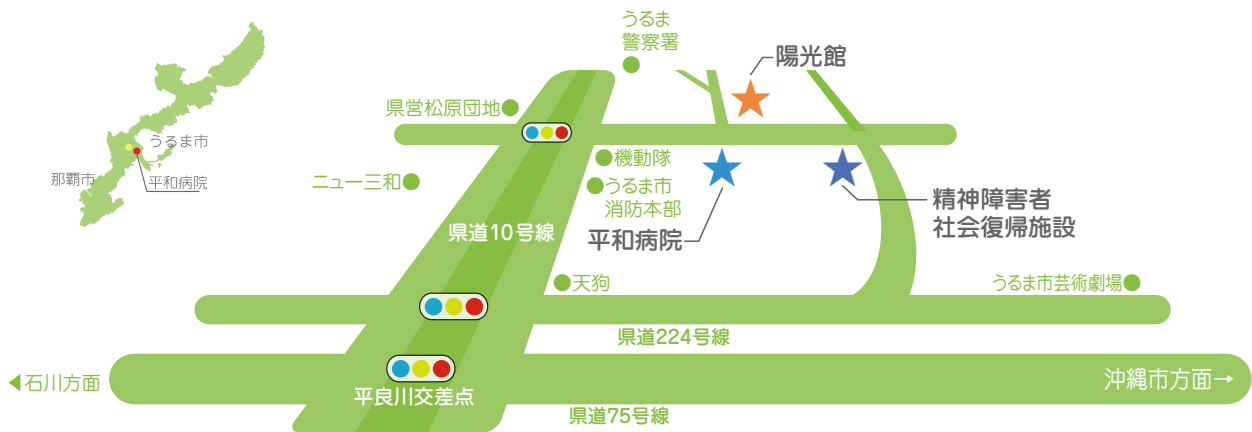 うるま
警察署
陽光館
県営松原団地
うるま市
那覇市
平和病院
ニュー三和
機動隊
うるま市
消防本部
平和病院
精神障害者
社会復帰施設
県道10号線
天狗
うるま市芸術劇場
県道224号線
石川方面
沖縄市方面→
平良川交差点
県道75号線